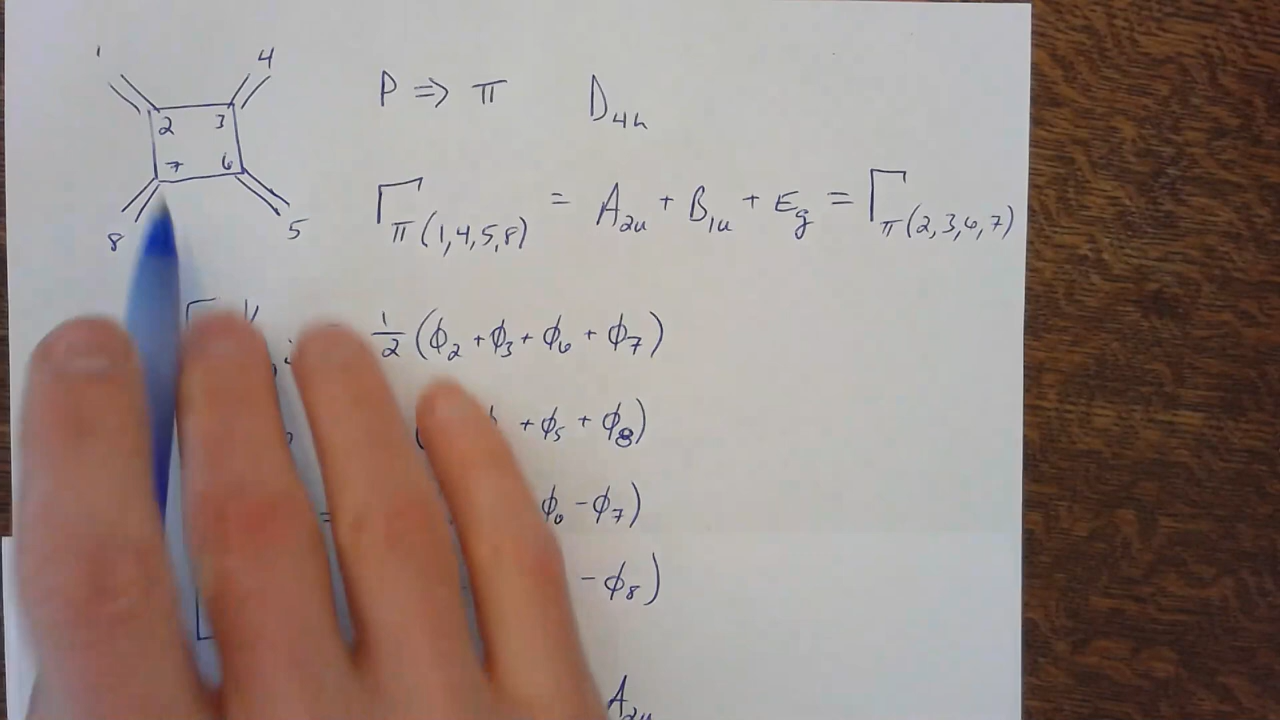 1 4
P ⇒ π D₄ₕ
2 3
7 6
8 5
Γπ(1,4,5,8) = A₂ᵤ + B₁ᵤ + E_g = Γπ(2,3,6,7)
½ (ϕ₂ + ϕ₃ + ϕ₆ + ϕ₇)
+ ϕ₅ + ϕ₈)
= ϕ₆ - ϕ₇)
- ϕ₈)
A₂ᵤ